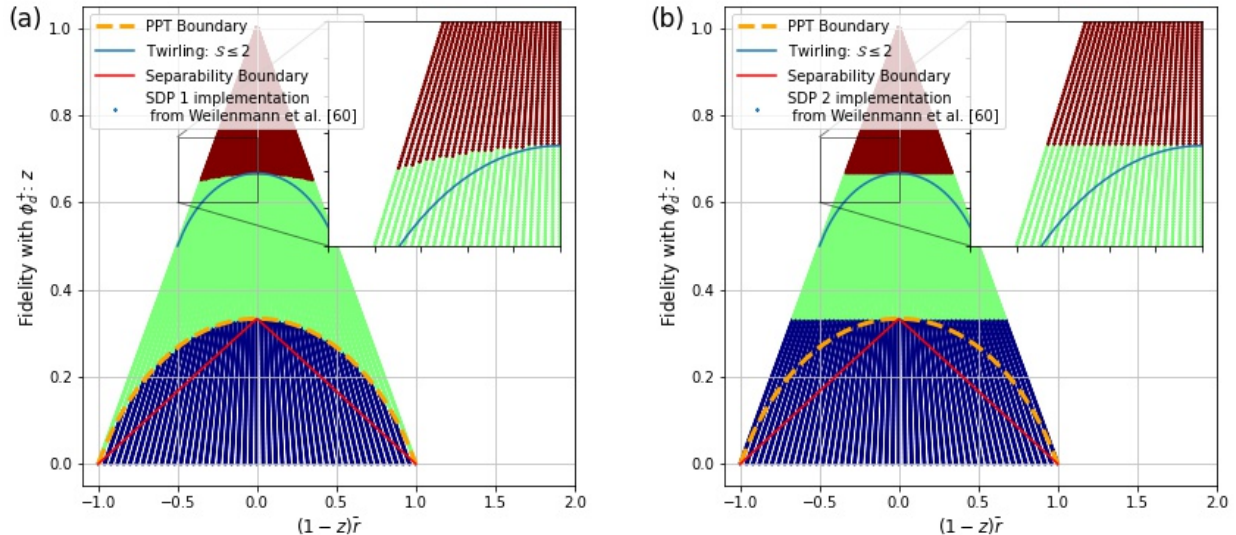 (a)
PPT Boundary
Twirling: 𝒮 ≤ 2
Separability Boundary
SDP 1 implementation
from Weilenmann et al. [60]
Fidelity with ϕ_d^+: z
1.0
0.8
0.6
0.4
0.2
0.0
−1.0 −0.5 0.0 0.5 1.0 1.5 2.0
(1 − z)r̄
(b)
PPT Boundary
Twirling: 𝒮 ≤ 2
Separability Boundary
SDP 2 implementation
from Weilenmann et al. [60]
Fidelity with ϕ_d^+: z
1.0
0.8
0.6
0.4
0.2
0.0
−1.0 −0.5 0.0 0.5 1.0 1.5 2.0
(1 − z)r̄